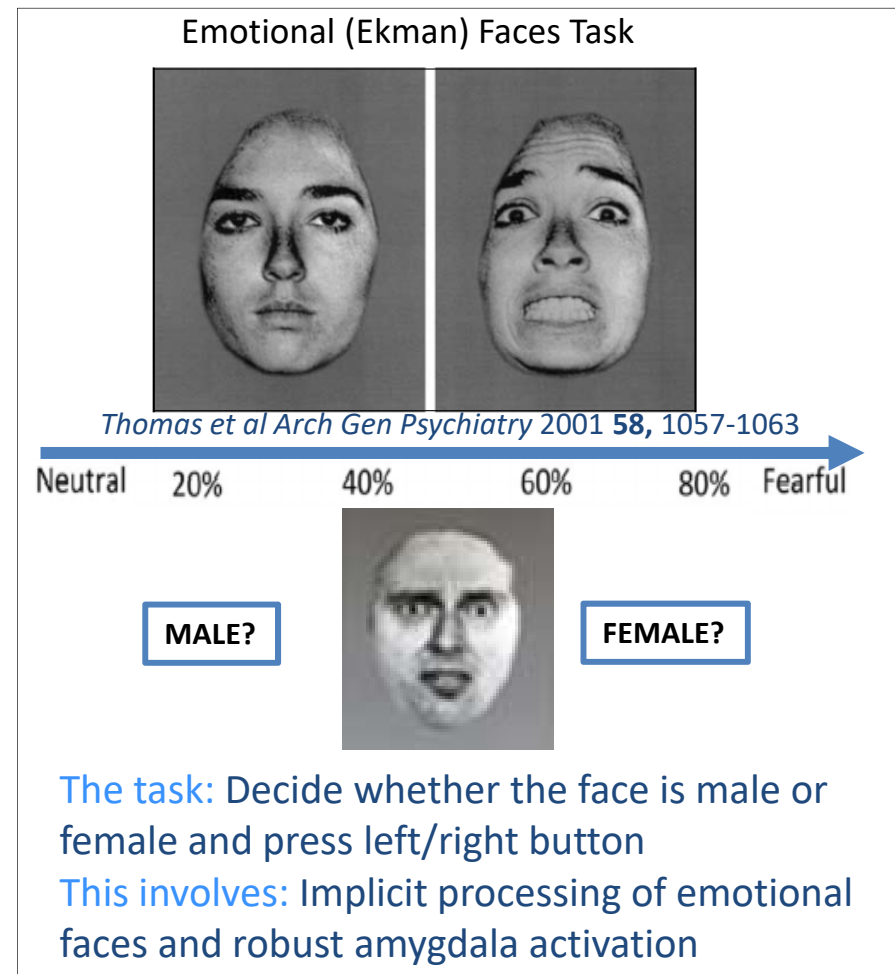 Emotional (Ekman) Faces Task
Thomas et al Arch Gen Psychiatry 2001 58, 1057-1063
Neutral 20% 40% 60% 80% Fearful
MALE? FEMALE?
The task: Decide whether the face is male or
female and press left/right button
This involves: Implicit processing of emotional
faces and robust amygdala activation